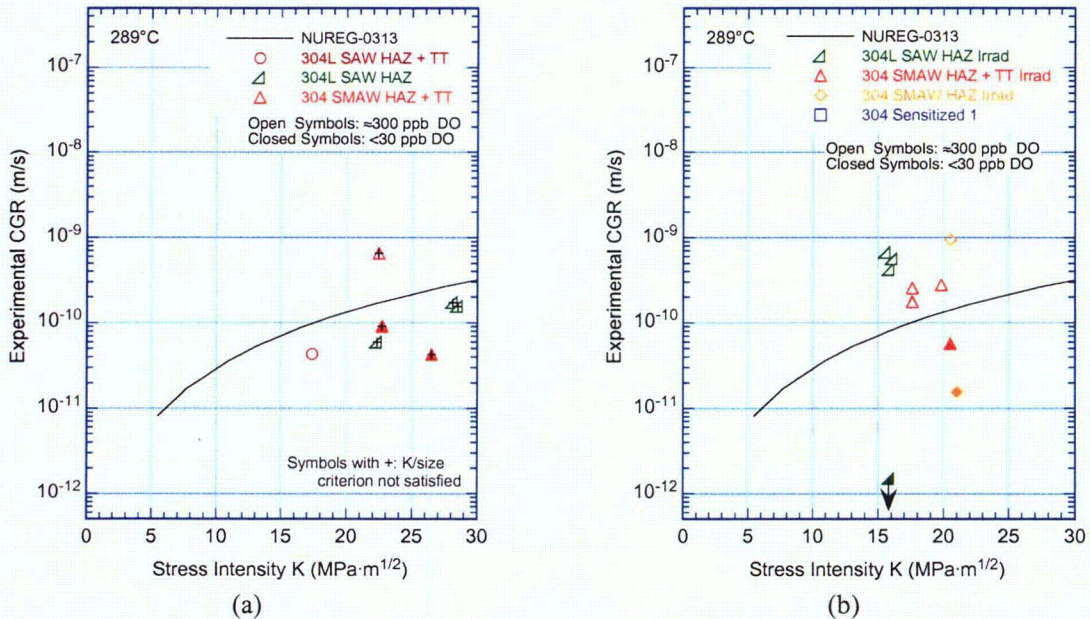 289°C
NUREG-0313
304L SAW HAZ + TT
304L SAW HAZ
304 SMAW HAZ + TT
Open Symbols: ≈300 ppb DO
Closed Symbols: <30 ppb DO
Symbols with +: K/size
criterion not satisfied
Experimental CGR (m/s)
10⁻⁷
10⁻⁸
10⁻⁹
10⁻¹⁰
10⁻¹¹
10⁻¹²
0 5 10 15 20 25 30
Stress Intensity K (MPa·m¹ᐟ²)
(a)
289°C
NUREG-0313
304L SAW HAZ Irrad
304 SMAW HAZ + TT Irrad
304 SMAW HAZ Irrad
304 Sensitized 1
Open Symbols: ≈300 ppb DO
Closed Symbols: <30 ppb DO
Experimental CGR (m/s)
10⁻⁷
10⁻⁸
10⁻⁹
10⁻¹⁰
10⁻¹¹
10⁻¹²
0 5 10 15 20 25 30
Stress Intensity K (MPa·m¹ᐟ²)
(b)